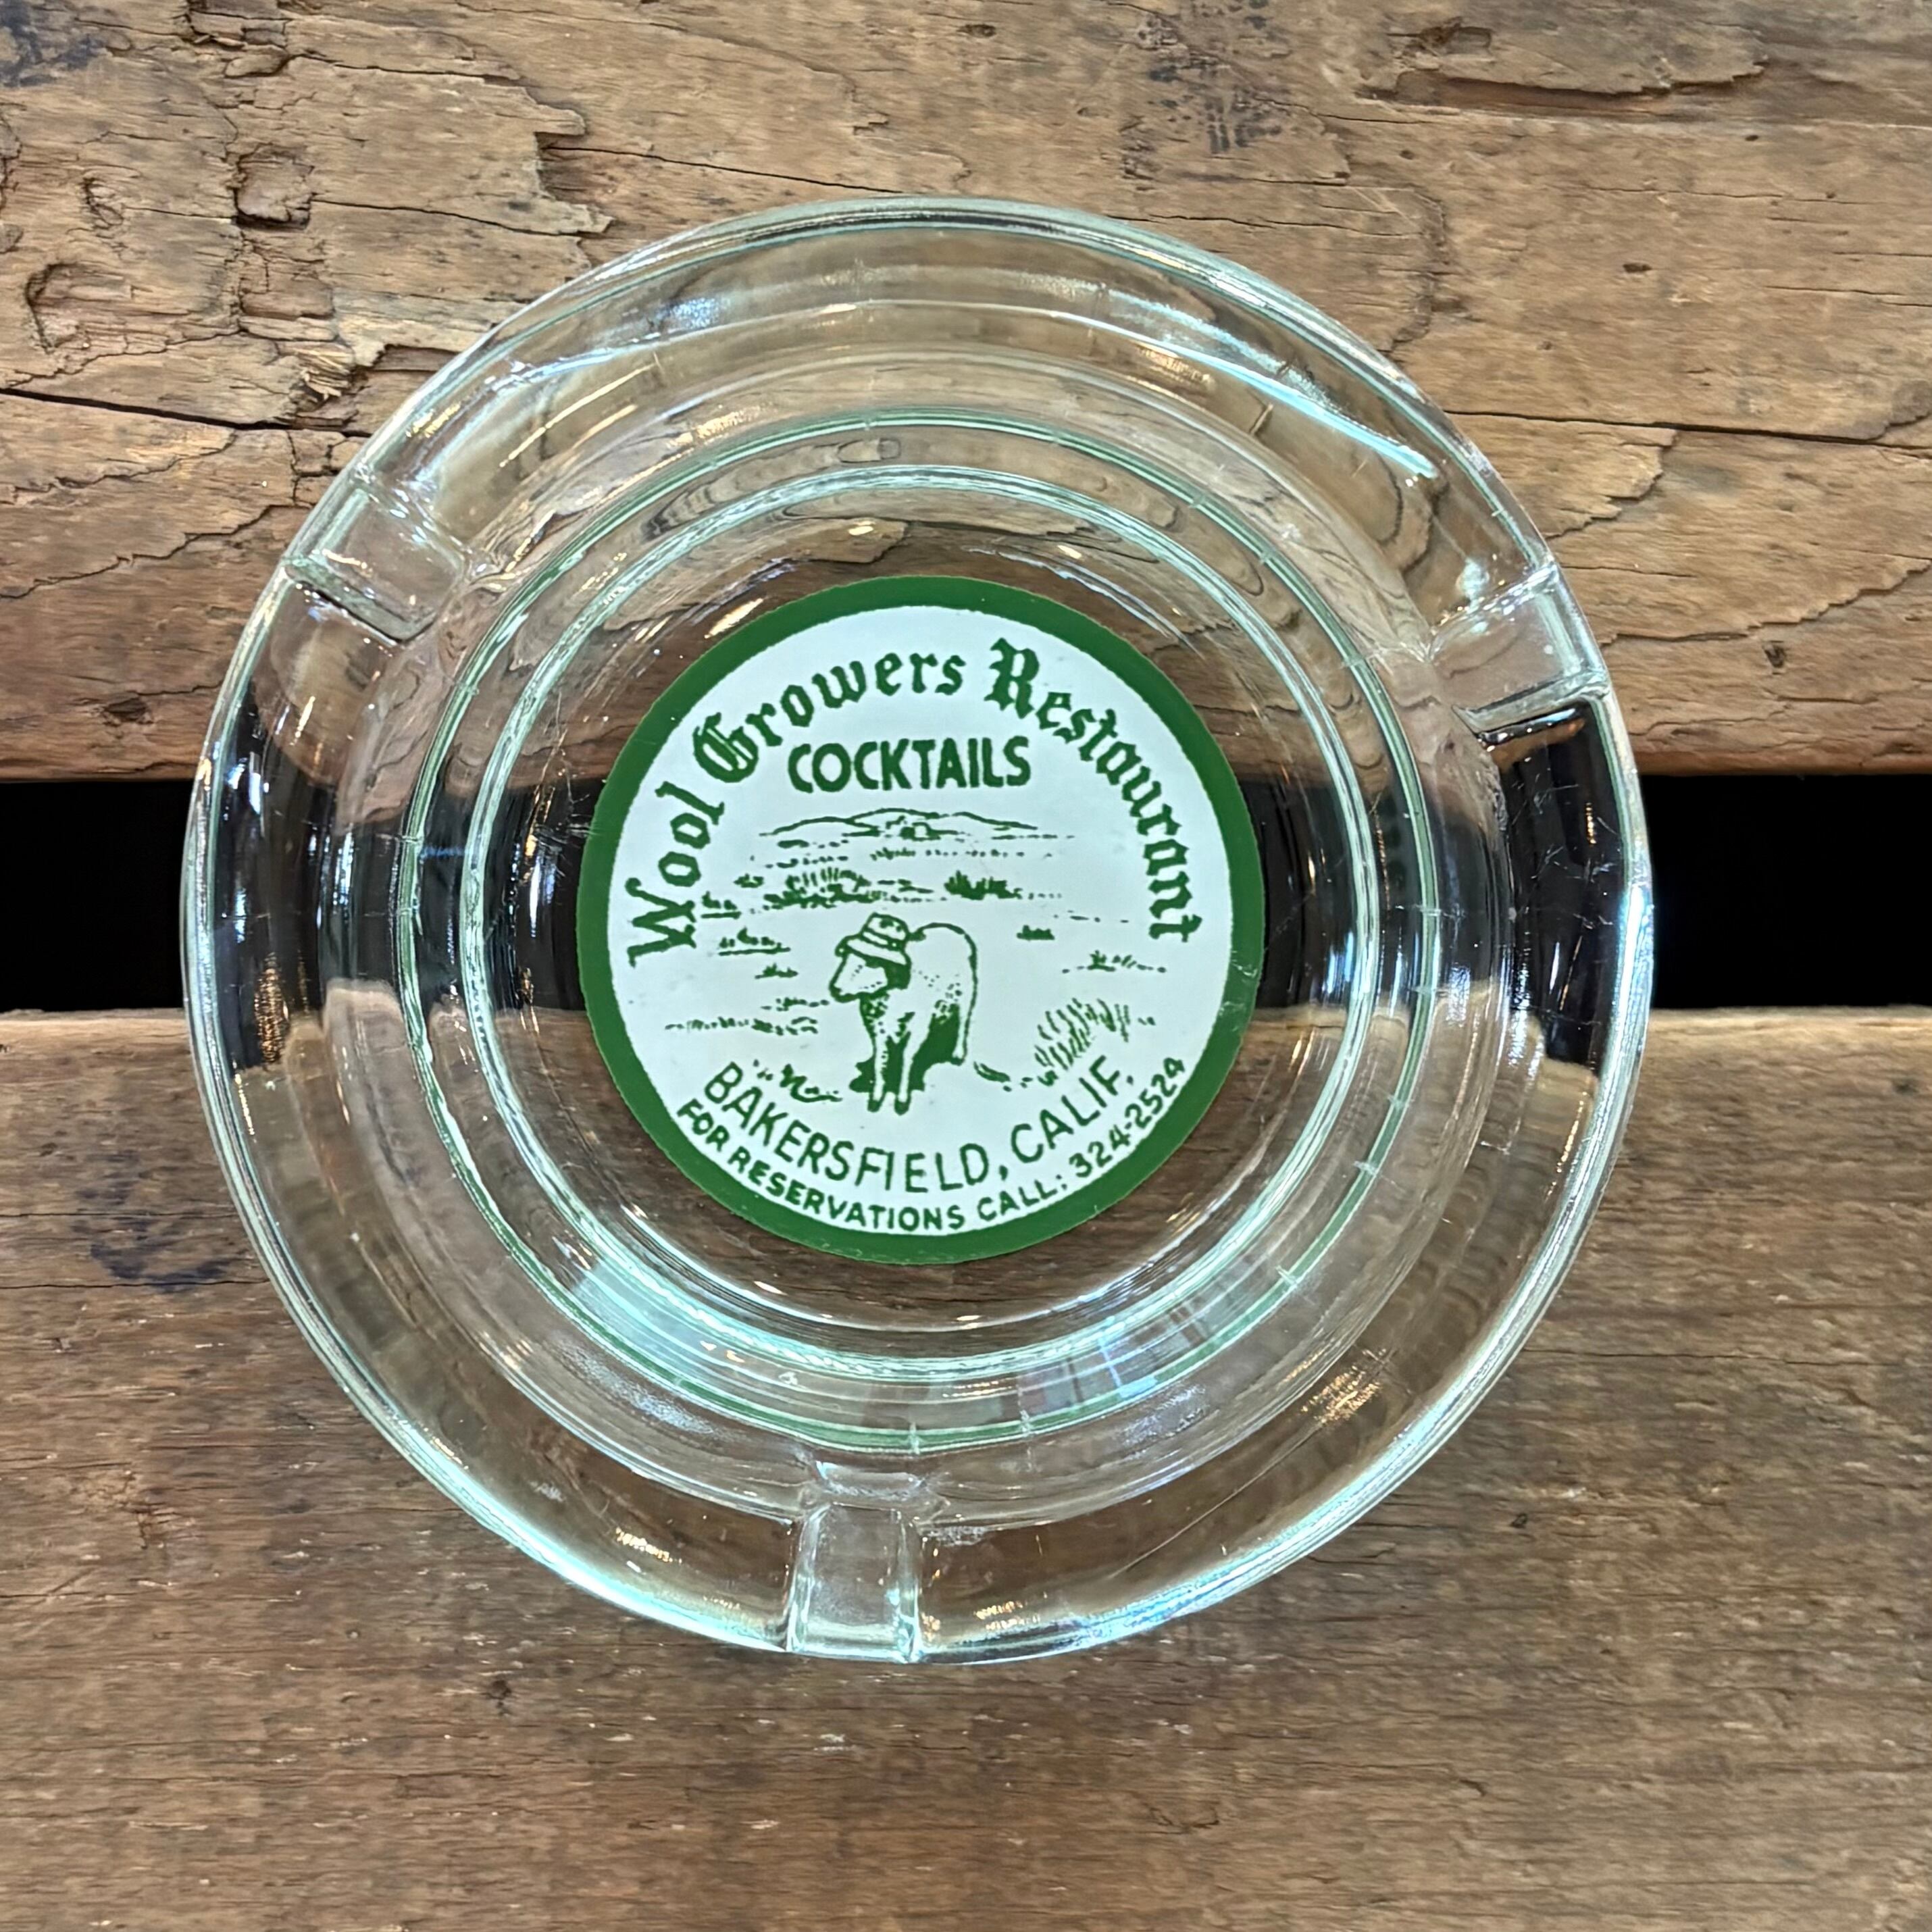 Wool Growers Restaurant
COCKTAILS
BAKERSFIELD, CALIF.
FOR RESERVATIONS CALL: 324-2524